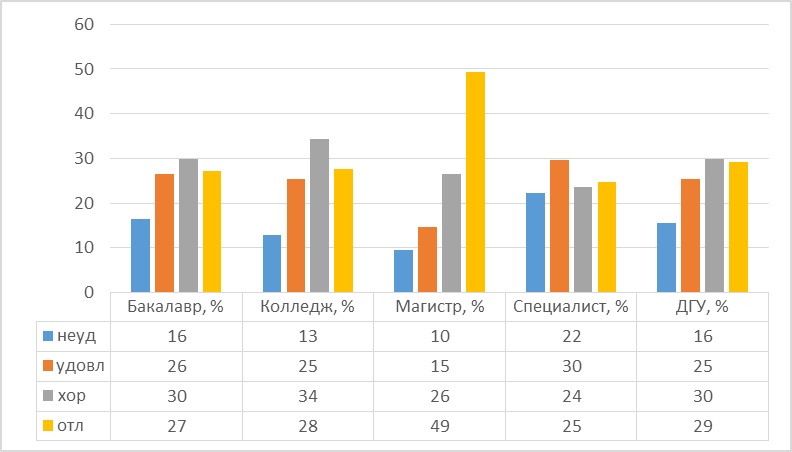 60
50
40
30
20
10
0
Бакалавр, % Колледж, % Магистр, % Специалист, % ДГУ, %
неуд 16 13 10 22 16
удовл 26 25 15 30 25
хор 30 34 26 24 30
отл 27 28 49 25 29